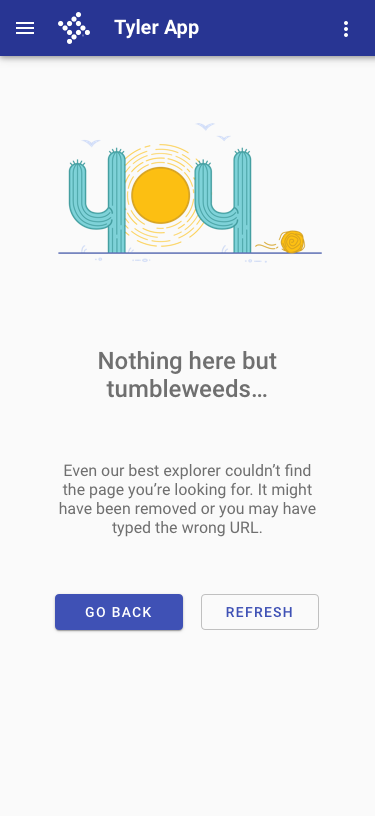 Tyler App
Nothing here but
tumbleweeds…
Even our best explorer couldn’t find
the page you’re looking for. It might
have been removed or you may have
typed the wrong URL.
GO BACK
REFRESH